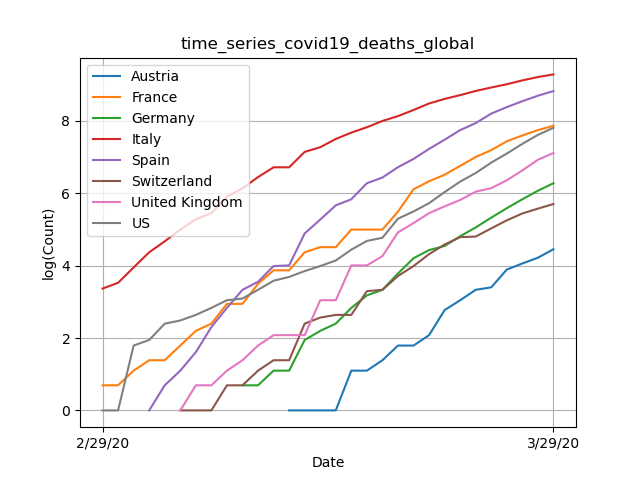 time_series_covid19_deaths_global
Austria
France
Germany
Italy
Spain
Switzerland
United Kingdom
US
8
6
4
2
0
log(Count)
2/29/20
3/29/20
Date